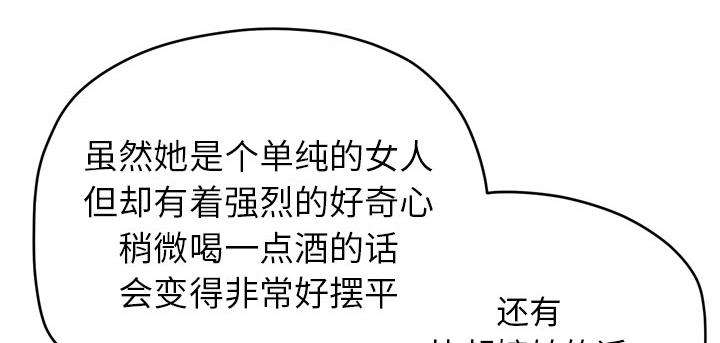 虽然她是个单纯的女人
但却有着强烈的好奇心
稍微喝一点酒的话
会变得非常好摆平
还有